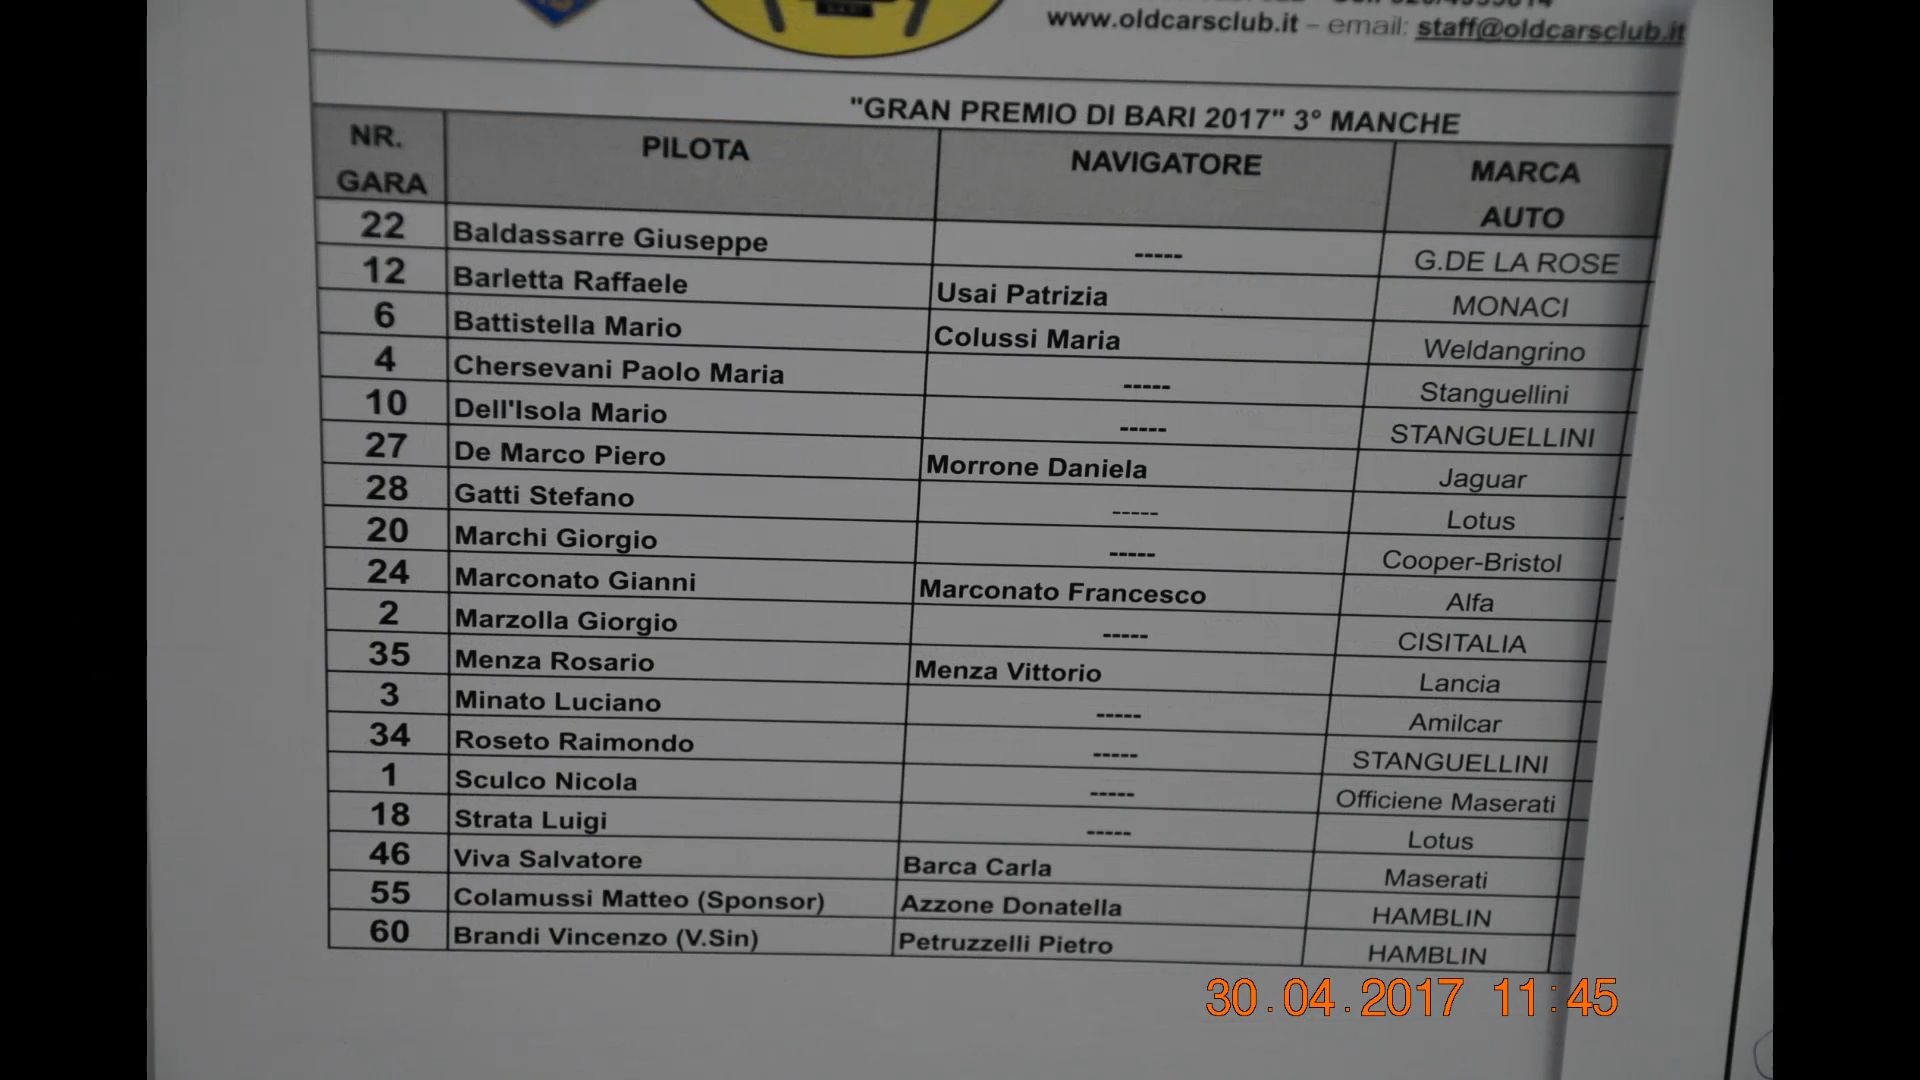 www.oldcarsclub.it – email: staff@oldcarsclub.it
"GRAN PREMIO DI BARI 2017" 3° MANCHE
NR. GARA PILOTA NAVIGATORE MARCA AUTO
22 Baldassarre Giuseppe ----- G.DE LA ROSE
12 Barletta Raffaele Usai Patrizia MONACI
6 Battistella Mario Colussi Maria Weldangrino
4 Chersevani Paolo Maria ----- Stanguellini
10 Dell'Isola Mario ----- STANGUELLINI
27 De Marco Piero Morrone Daniela Jaguar
28 Gatti Stefano ----- Lotus
20 Marchi Giorgio ----- Cooper-Bristol
24 Marconato Gianni Marconato Francesco Alfa
2 Marzolla Giorgio ----- CISITALIA
35 Menza Rosario Menza Vittorio Lancia
3 Minato Luciano ----- Amilcar
34 Roseto Raimondo ----- STANGUELLINI
1 Sculco Nicola ----- Officiene Maserati
18 Strata Luigi ----- Lotus
46 Viva Salvatore Barca Carla Maserati
55 Colamussi Matteo (Sponsor) Azzone Donatella HAMBLIN
60 Brandi Vincenzo (V.Sin) Petruzzelli Pietro HAMBLIN
30.04.2017 11:45